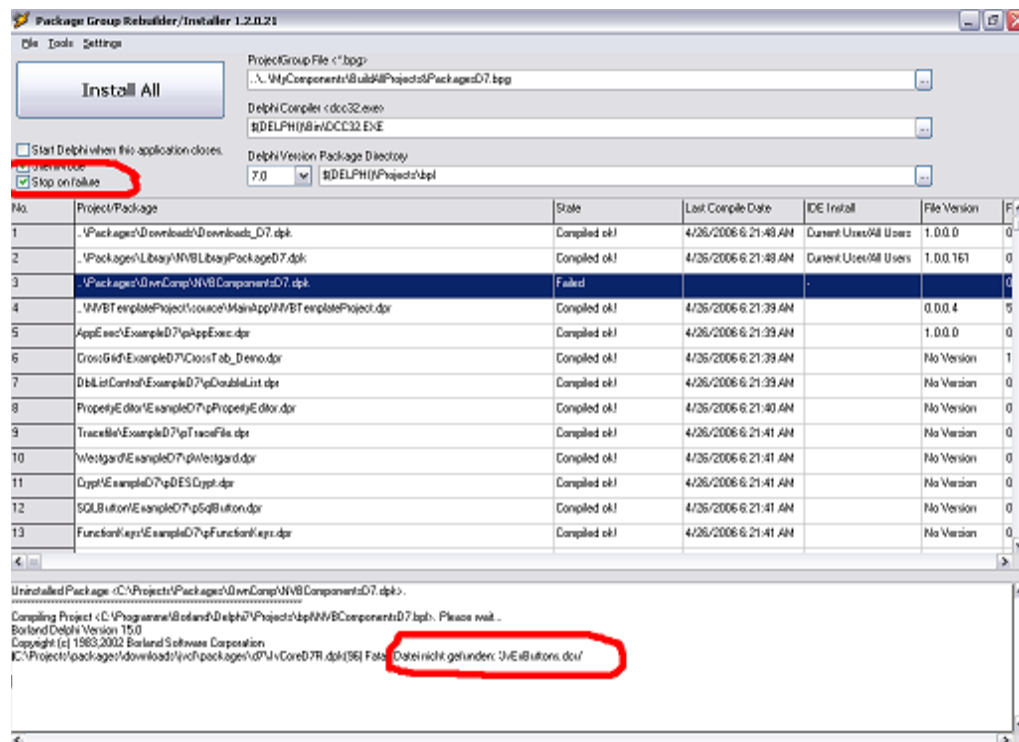 Package Group Rebuilder/Installer 1.2.0.21
File Tools Settings
Install All
ProjectGroup File <*.bpg>
..\..\MyComponents\BuildAllProjects\PackagesD7.bpg
Delphi Compiler <dcc32.exe>
$(DELPHI)\Bin\DCC32.EXE
Start Delphi when this application closes.
Stop on failure
Delphi Version Package Directory
7.0 $(DELPHI)\Projects\bpl
No. Project/Package State Last Compile Date IDE Install File Version
1 ..\Packages\Downloads\Downloads_D7.dpk Compiled ok! 4/26/2006 6:21:48 AM Current User/All Users 1.0.0.0 0
2 ..\Packages\Library\NVBLibraryPackageD7.dpk Compiled ok! 4/26/2006 6:21:48 AM Current User/All Users 1.0.0.161 0
3 ..\Packages\OwnComp\NVBComponentsD7.dpk Failed - 0
4 ..\NVBTemplateProject\source\MainApp\NVBTemplateProject.dpr Compiled ok! 4/26/2006 6:21:39 AM 0.0.0.4 5
5 AppExec\ExampleD7\pAppExec.dpr Compiled ok! 4/26/2006 6:21:39 AM 1.0.0.0 0
6 CrossGrid\ExampleD7\CrossTab_Demo.dpr Compiled ok! 4/26/2006 6:21:39 AM No Version 1
7 DblListControl\ExampleD7\pDoubleList.dpr Compiled ok! 4/26/2006 6:21:39 AM No Version 0
8 PropertyEditor\ExampleD7\pPropertyEditor.dpr Compiled ok! 4/26/2006 6:21:40 AM No Version 0
9 Tracefile\ExampleD7\pTraceFile.dpr Compiled ok! 4/26/2006 6:21:41 AM No Version 0
10 Westgard\ExampleD7\pWestgard.dpr Compiled ok! 4/26/2006 6:21:41 AM No Version 0
11 Crypt\ExampleD7\pDESCrypt.dpr Compiled ok! 4/26/2006 6:21:41 AM No Version 0
12 SQLButton\ExampleD7\pSqlButton.dpr Compiled ok! 4/26/2006 6:21:41 AM No Version 0
13 FunctionKeys\ExampleD7\pFunctionKeys.dpr Compiled ok! 4/26/2006 6:21:41 AM No Version 0
Uninstalled Package <C:\Projects\Packages\OwnComp\NVBComponentsD7.dpk>.
Compiling Project <C:\Programme\Borland\Delphi7\Projects\bpl\NVBComponentsD7.bpl>. Please wait...
Borland Delphi Version 15.0
Copyright (c) 1983,2002 Borland Software Corporation
C:\Projects\packages\downloads\jvcl\packages\d7\JvCoreD7R.dpk(96) Fatal: Datei nicht gefunden: 'JvExButtons.dcu'